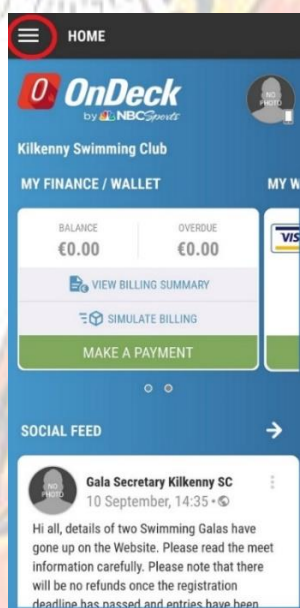 HOME
OnDeck
by NBC Sports
NO PHOTO
Kilkenny Swimming Club
MY FINANCE / WALLET
MY W
BALANCE
OVERDUE
€0.00
€0.00
VIS
VIEW BILLING SUMMARY
SIMULATE BILLING
MAKE A PAYMENT
SOCIAL FEED
NO PHOTO
Gala Secretary Kilkenny SC
10 September, 14:35 •
Hi all, details of two Swimming Galas have
gone up on the Website. Please read the meet
information carefully. Please note that there
will be no refunds once the registration
deadline has passed and entries have been